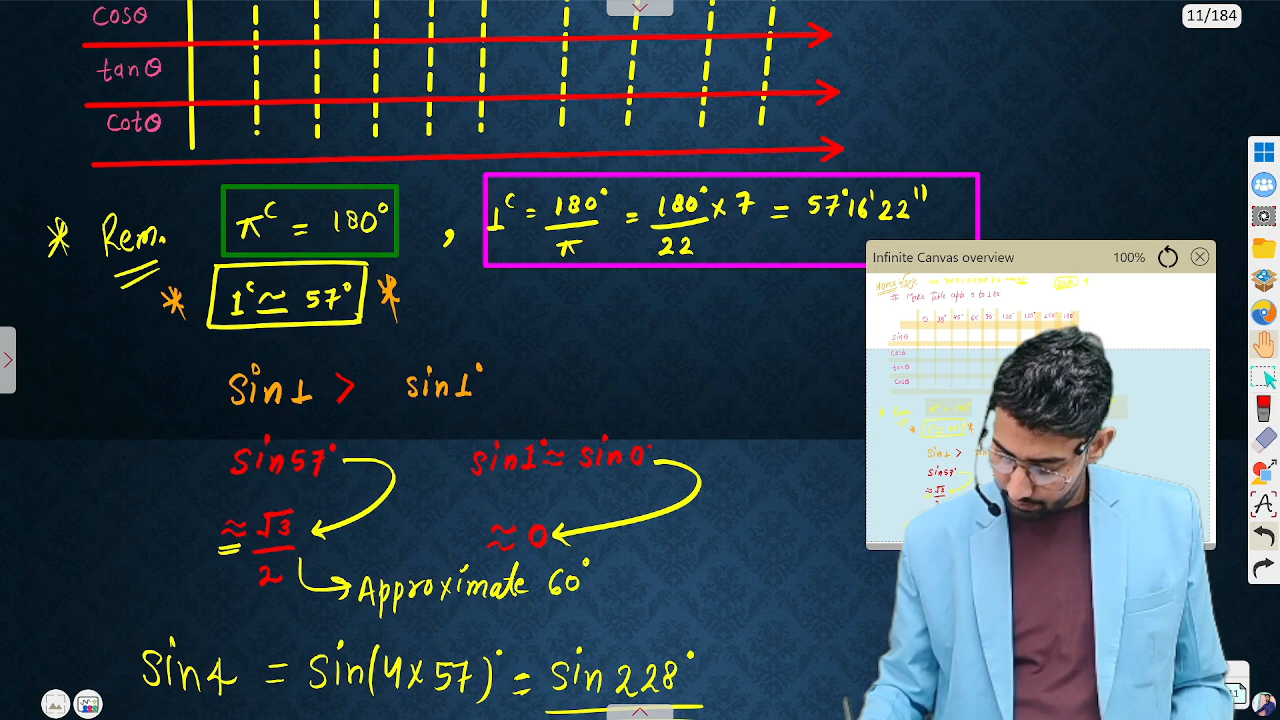 11/184
cosθ
tanθ
cotθ
* Rem. π^c = 180° , 1^c = 180°/π = 180°/22 × 7 = 57°16'22"
* 1^c ≃ 57° *
Infinite Canvas overview 100%
sin1 > sin1°
sin57° sin1° ≈ sin0°
≈ √3/2 ≈ 0
Approximate 60°
sin4 = sin(4×57)° = sin228°